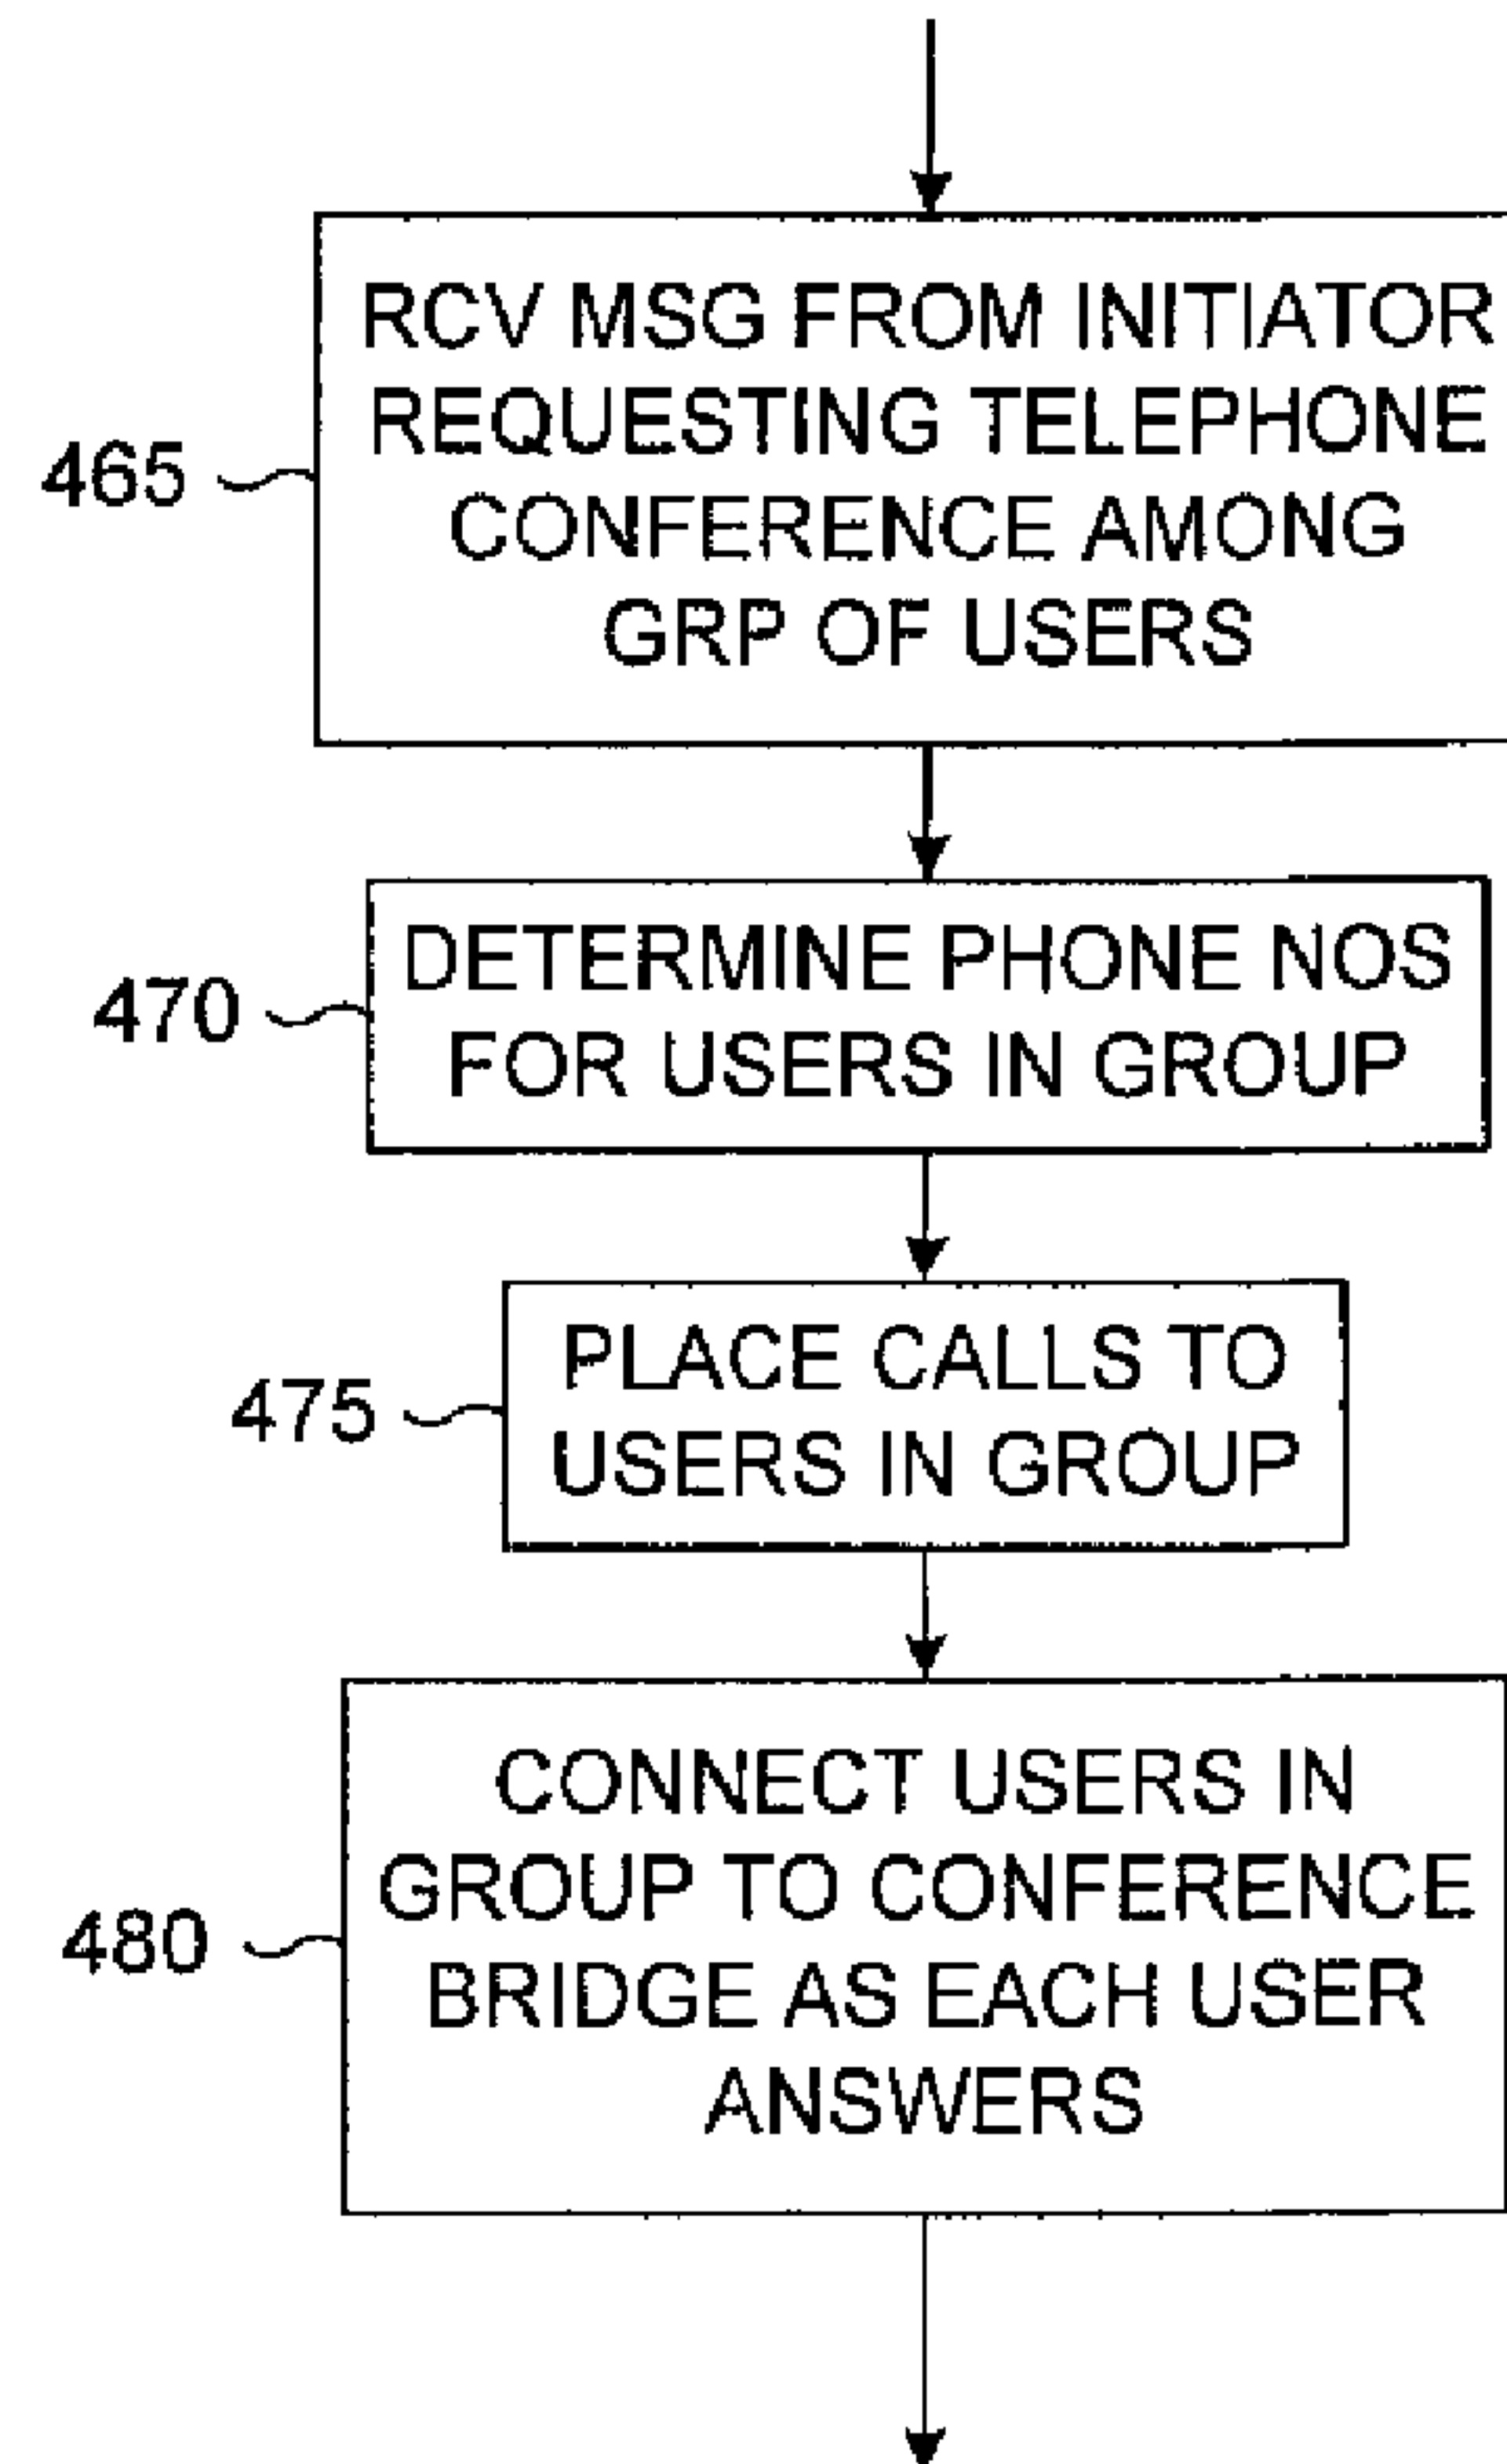 RCV MSG FROM INITIATOR
REQUESTING TELEPHONE
CONFERENCE AMONG
GRP OF USERS
465
DETERMINE PHONE NOS
FOR USERS IN GROUP
470
PLACE CALLS TO
USERS IN GROUP
475
CONNECT USERS IN
GROUP TO CONFERENCE
BRIDGE AS EACH USER
ANSWERS
480